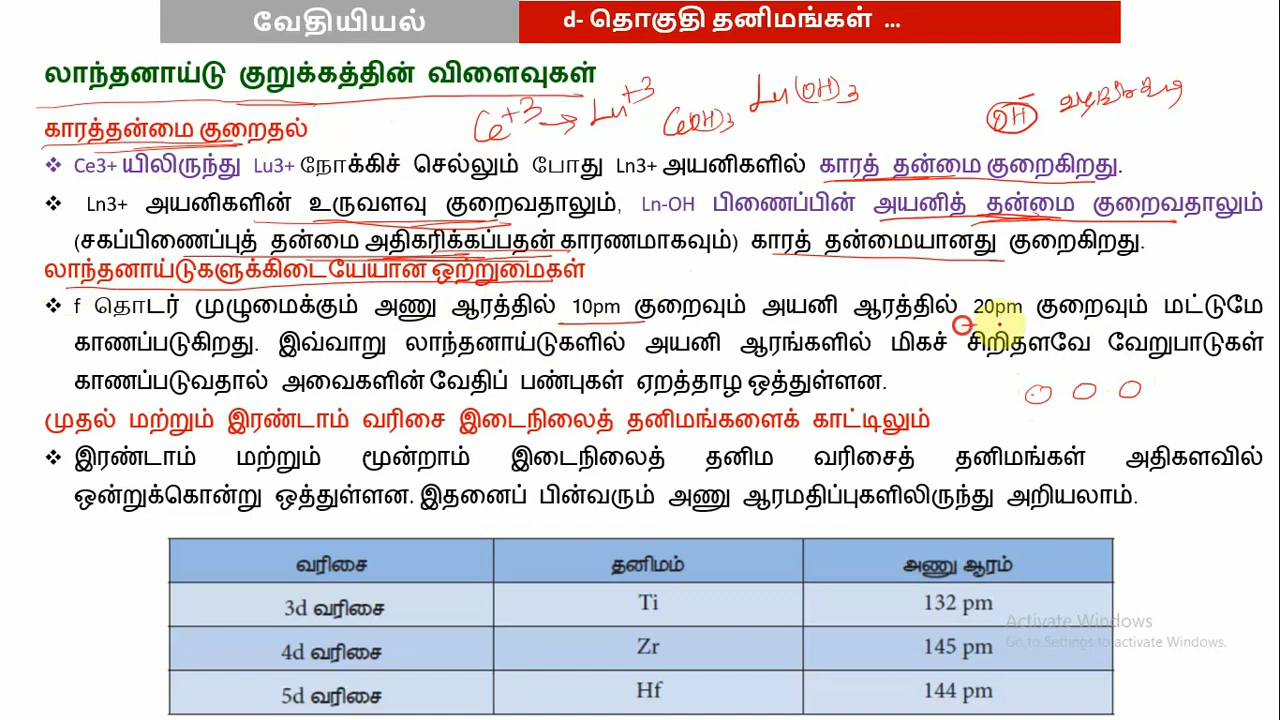 வேதியியல்
d- தொகுதி தனிமங்கள் ...
லாந்தனாய்டு குறுக்கத்தின் விளைவுகள்
Ce+3 → Lu+3 Ce(OH)3 Lu(OH)3 OH-
காரத்தன்மை குறைதல்
❖ Ce3+ யிலிருந்து Lu3+ நோக்கிச் செல்லும் போது Ln3+ அயனிகளில் காரத் தன்மை குறைகிறது.
❖ Ln3+ அயனிகளின் உருவளவு குறைவதாலும், Ln-OH பிணைப்பின் அயனித் தன்மை குறைவதாலும்
(சகப்பிணைப்புத் தன்மை அதிகரிக்கப்பதன் காரணமாகவும்) காரத் தன்மையானது குறைகிறது.
லாந்தனாய்டுகளுக்கிடையேயான ஒற்றுமைகள்
❖ f தொடர் முழுமைக்கும் அணு ஆரத்தில் 10pm குறைவும் அயனி ஆரத்தில் 20pm குறைவும் மட்டுமே
காணப்படுகிறது. இவ்வாறு லாந்தனாய்டுகளில் அயனி ஆரங்களில் மிகச் சிறிதளவே வேறுபாடுகள்
காணப்படுவதால் அவைகளின் வேதிப் பண்புகள் ஏறத்தாழ ஒத்துள்ளன.
முதல் மற்றும் இரண்டாம் வரிசை இடைநிலைத் தனிமங்களைக் காட்டிலும்
❖ இரண்டாம் மற்றும் மூன்றாம் இடைநிலைத் தனிம வரிசைத் தனிமங்கள் அதிகளவில்
ஒன்றுக்கொன்று ஒத்துள்ளன. இதனைப் பின்வரும் அணு ஆரமதிப்புகளிலிருந்து அறியலாம்.
வரிசை தனிமம் அணு ஆரம்
3d வரிசை Ti 132 pm
4d வரிசை Zr 145 pm
5d வரிசை Hf 144 pm
Activate Windows
Go to Settings to activate Windows.